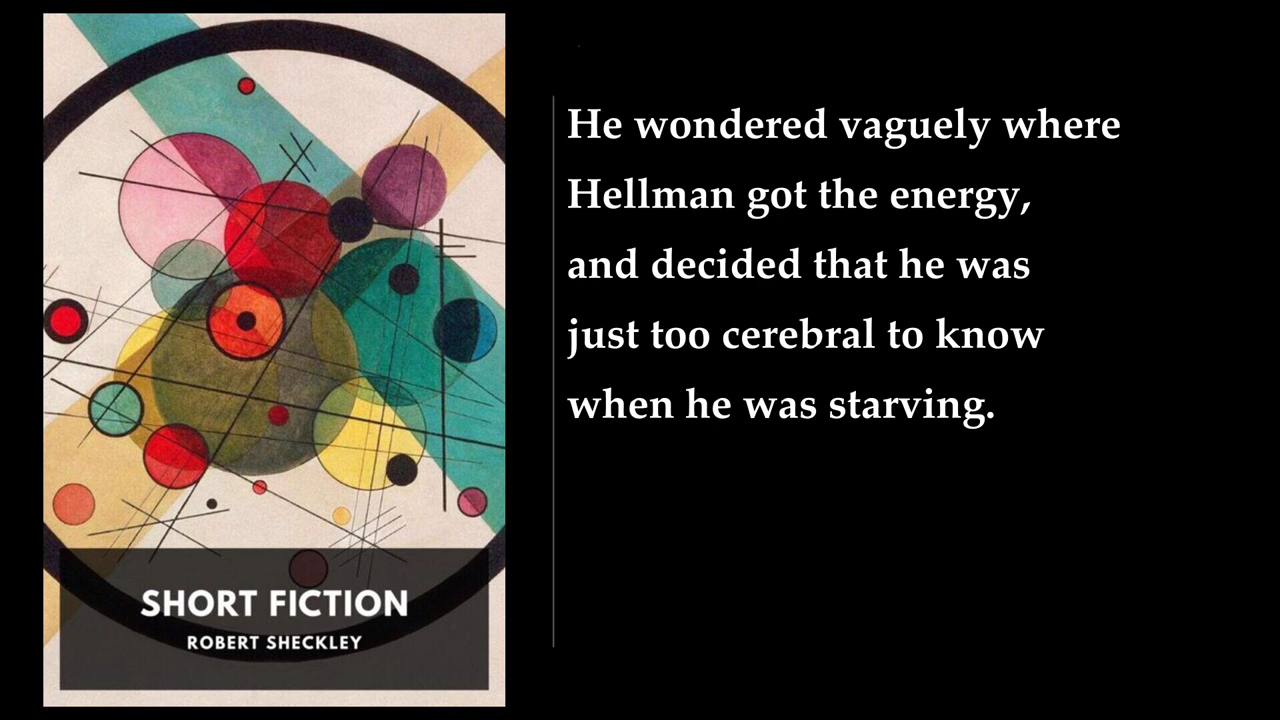 He wondered vaguely where
Hellman got the energy,
and decided that he was
just too cerebral to know
when he was starving.
SHORT FICTION
ROBERT SHECKLEY